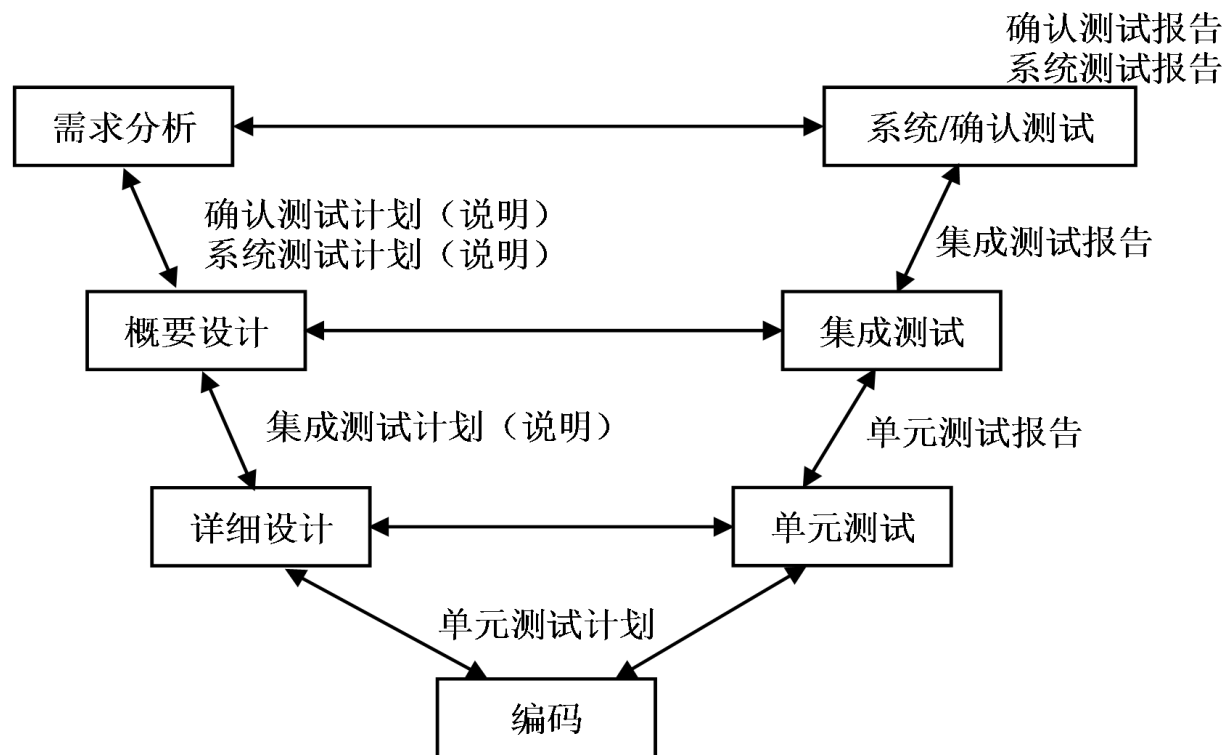 确认测试报告
系统测试报告
需求分析
系统/确认测试
确认测试计划（说明）
系统测试计划（说明）
集成测试报告
概要设计
集成测试
集成测试计划（说明）
单元测试报告
详细设计
单元测试
单元测试计划
编码